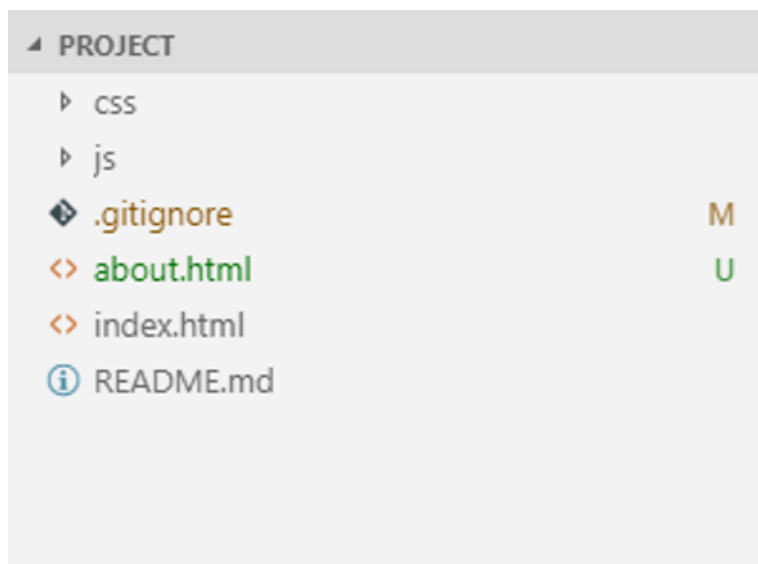 PROJECT
css
js
.gitignore M
about.html U
index.html
README.md